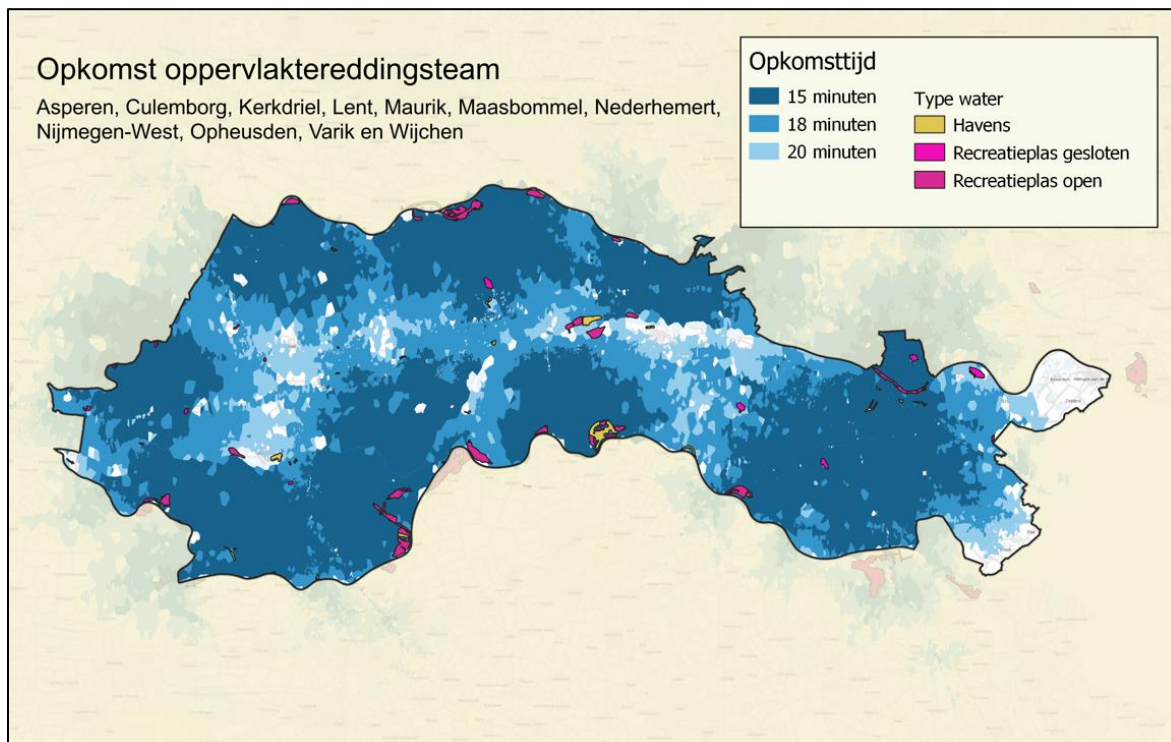 Opkomst oppervlaktereddingsteam
Asperen, Culemborg, Kerkdriel, Lent, Maurik, Maasbommel, Nederhemert,
Nijmegen-West, Opheusden, Varik en Wijchen
Opkomsttijd
15 minuten
18 minuten
20 minuten
Type water
Havens
Recreatieplas gesloten
Recreatieplas open